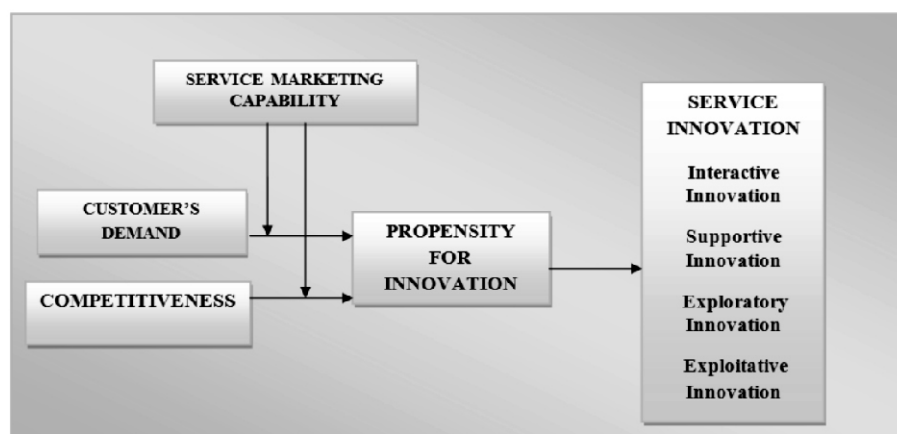 SERVICE MARKETING
CAPABILITY
CUSTOMER'S
DEMAND
COMPETITIVENESS
PROPENSITY
FOR
INNOVATION
SERVICE
INNOVATION
Interactive
Innovation
Supportive
Innovation
Exploratory
Innovation
Exploitative
Innovation